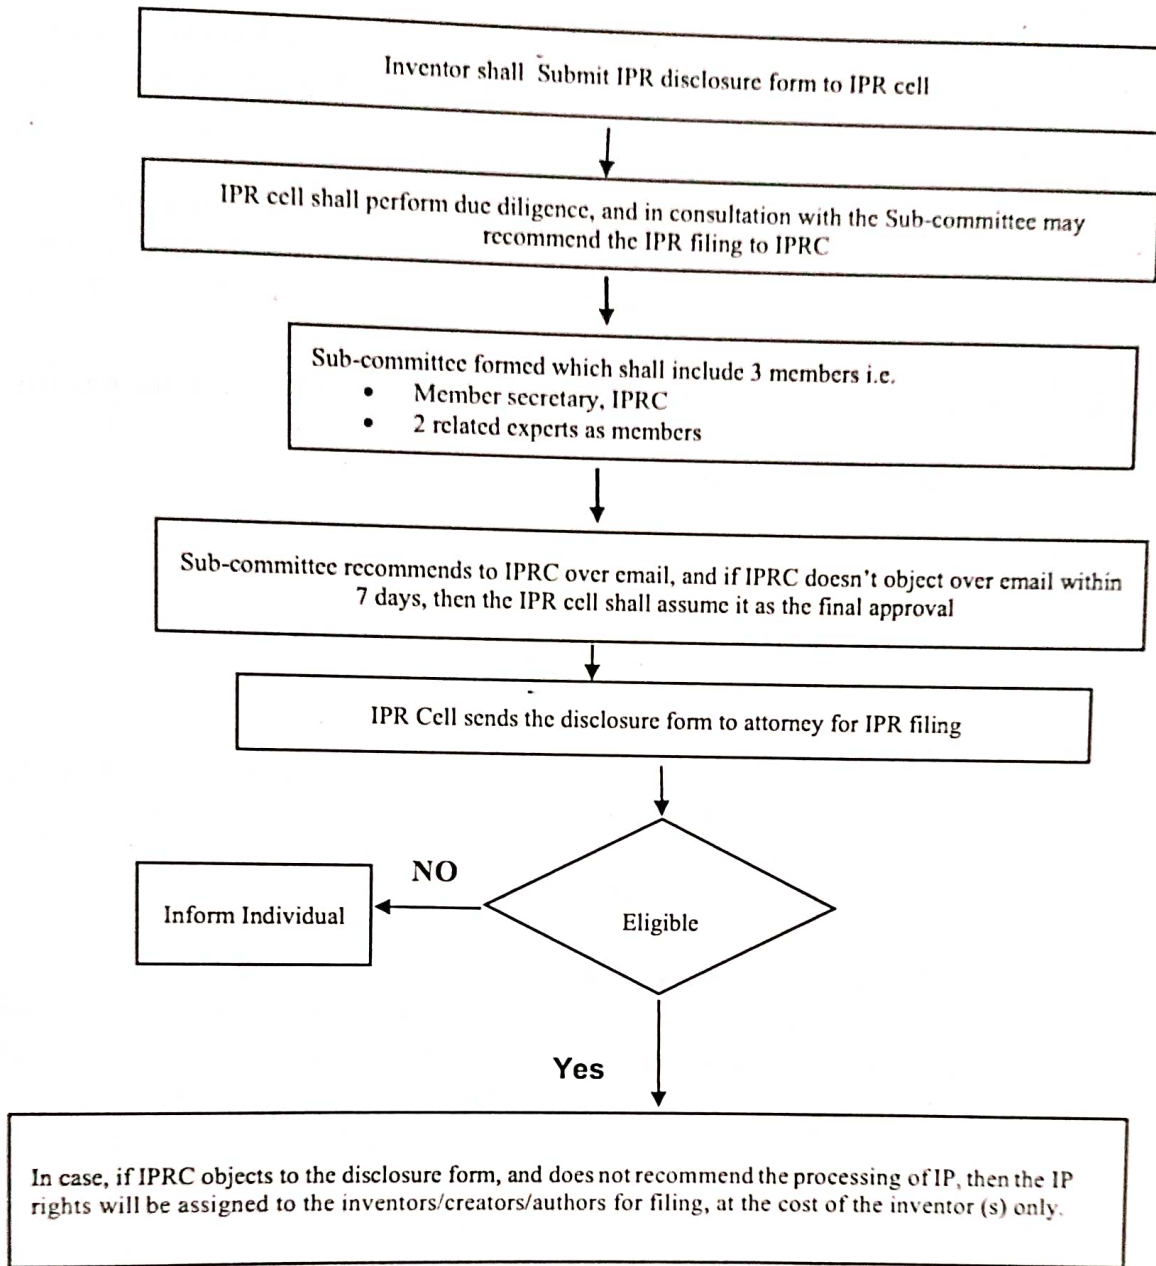 Inventor shall Submit IPR disclosure form to IPR cell
IPR cell shall perform due diligence, and in consultation with the Sub-committee may
recommend the IPR filing to IPRC
Sub-committee formed which shall include 3 members i.e.
• Member secretary, IPRC
• 2 related experts as members
Sub-committee recommends to IPRC over email, and if IPRC doesn't object over email within
7 days, then the IPR cell shall assume it as the final approval
IPR Cell sends the disclosure form to attorney for IPR filing
NO
Inform Individual
Eligible
Yes
In case, if IPRC objects to the disclosure form, and does not recommend the processing of IP, then the IP
rights will be assigned to the inventors/creators/authors for filing, at the cost of the inventor (s) only.